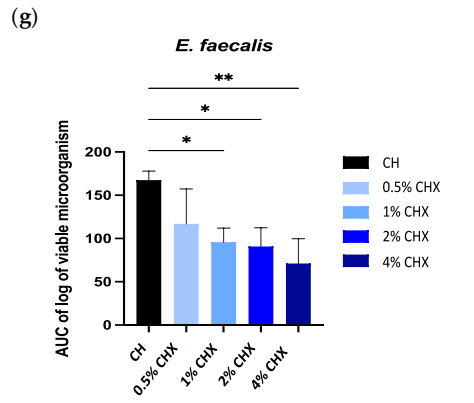 (g)
E. faecalis
**
*
*
AUC of log of viable microorganism
200
150
100
50
0
CH
0.5% CHX
1% CHX
2% CHX
4% CHX
CH
0.5% CHX
1% CHX
2% CHX
4% CHX